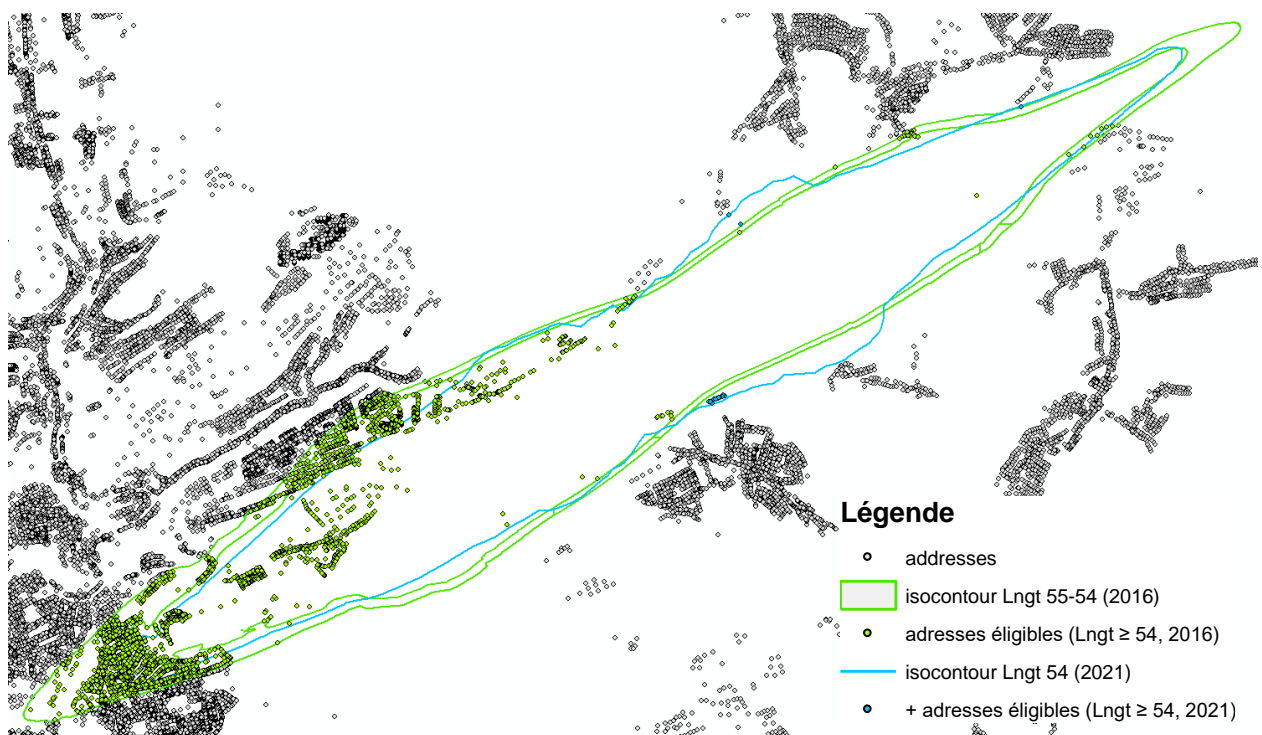 Légende
addresses
isocontour Lngt 55-54 (2016)
adresses éligibles (Lngt ≥ 54, 2016)
isocontour Lngt 54 (2021)
+ adresses éligibles (Lngt ≥ 54, 2021)